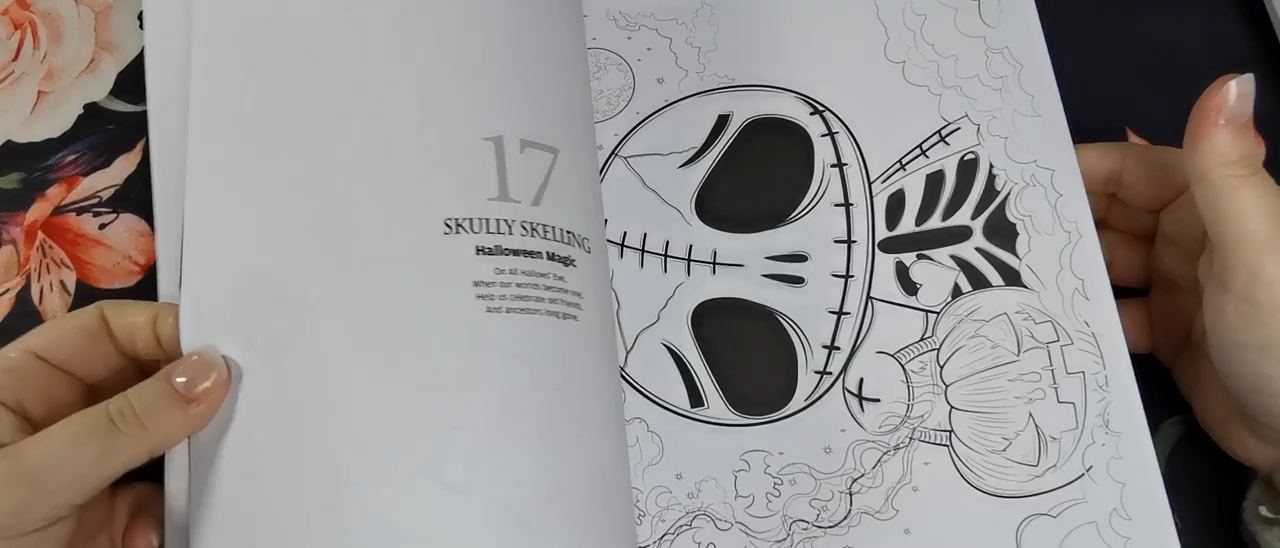 17
SKULLY SKELLING
Halloween Magic
On All Hallows' Eve,
When our worlds become one,
Help us celebrate old friends,
And ancestors long gone.